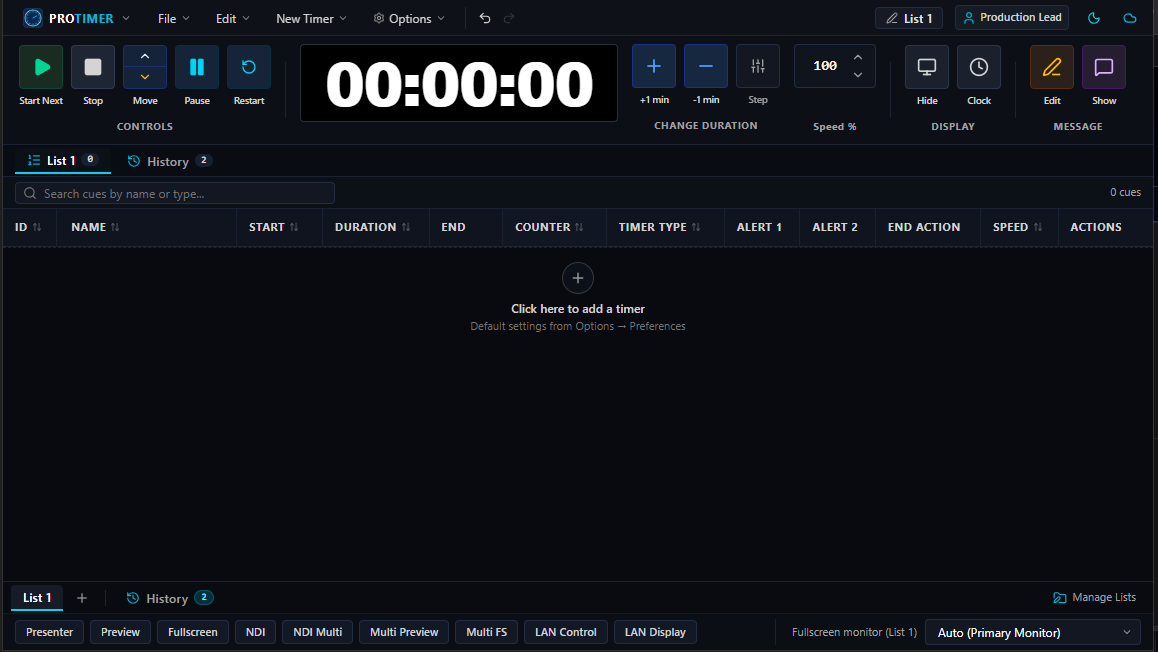 PROTIMER File Edit New Timer Options List 1 Production Lead
00:00:00
100
Start Next Stop Move Pause Restart +1 min -1 min Step Hide Clock Edit Show
CONTROLS CHANGE DURATION Speed % DISPLAY MESSAGE
List 1 0 History 2
Search cues by name or type... 0 cues
ID NAME START DURATION END COUNTER TIMER TYPE ALERT 1 ALERT 2 END ACTION SPEED ACTIONS
Click here to add a timer
Default settings from Options → Preferences
List 1 + History 2 Manage Lists
Presenter Preview Fullscreen NDI NDI Multi Multi Preview Multi FS LAN Control LAN Display Fullscreen monitor (List 1) Auto (Primary Monitor)